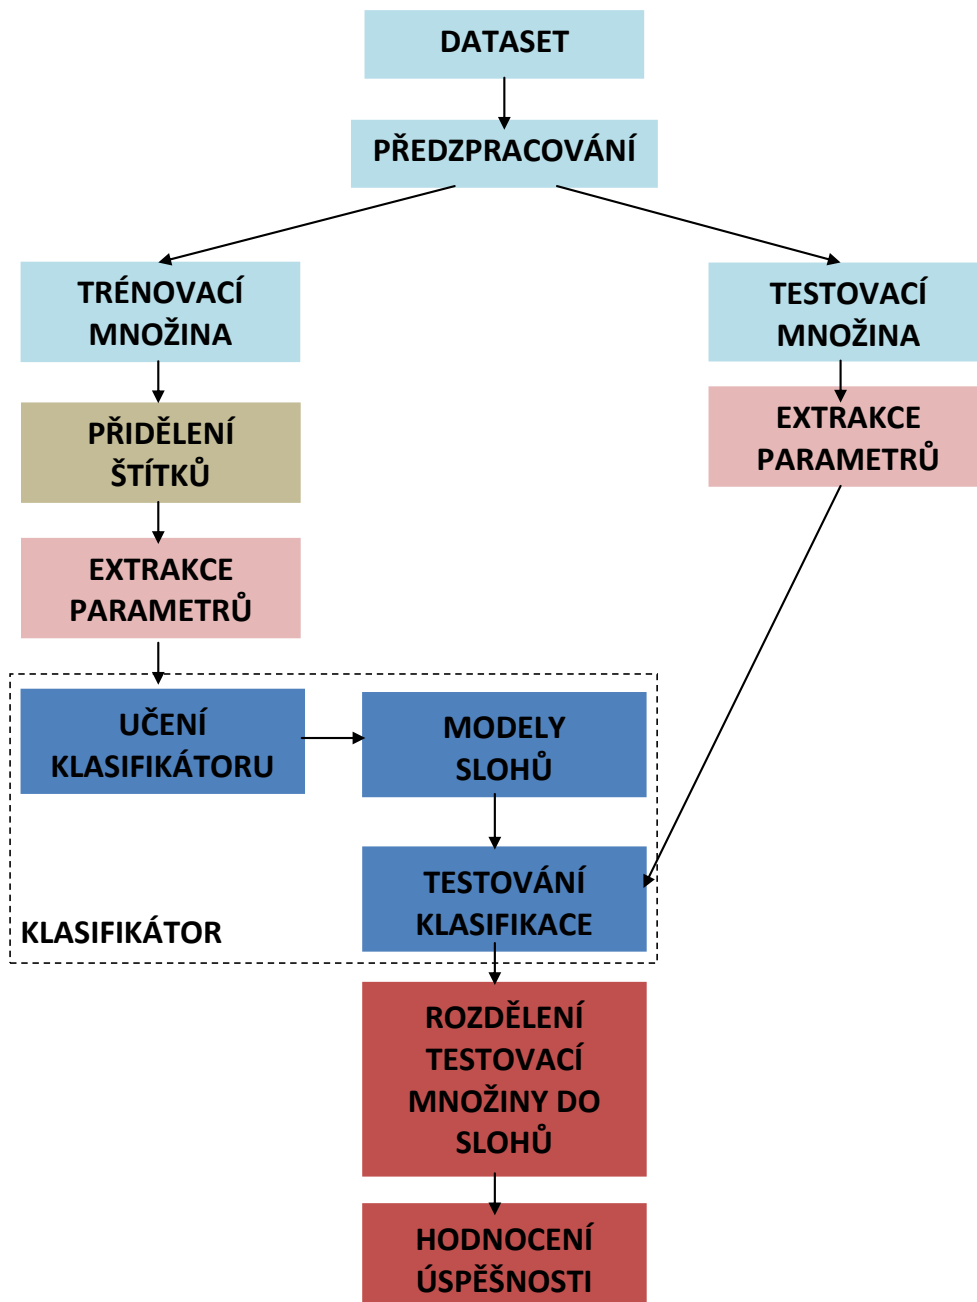 DATASET
PŘEDZPRACOVÁNÍ
TRÉNOVACÍ
MNOŽINA
TESTOVACÍ
MNOŽINA
PŘIDĚLENÍ
ŠTÍTKŮ
EXTRAKCE
PARAMETRŮ
EXTRAKCE
PARAMETRŮ
UČENÍ
KLASIFIKÁTORU
MODELY
SLOHŮ
TESTOVÁNÍ
KLASIFIKACE
KLASIFIKÁTOR
ROZDĚLENÍ
TESTOVACÍ
MNOŽINY DO
SLOHŮ
HODNOCENÍ
ÚSPĚŠNOSTI